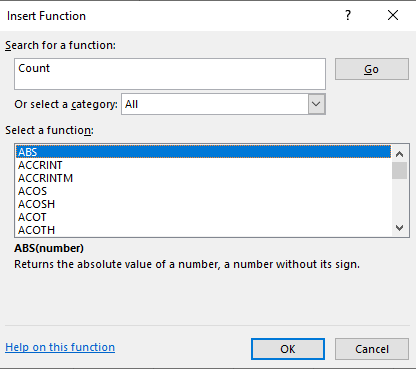 Insert Function
?
Search for a function:
Count
Go
Or select a category: All
Select a function:
ABS
ACCRINT
ACCRINTM
ACOS
ACOSH
ACOT
ACOTH
ABS(number)
Returns the absolute value of a number, a number without its sign.
Help on this function
OK
Cancel